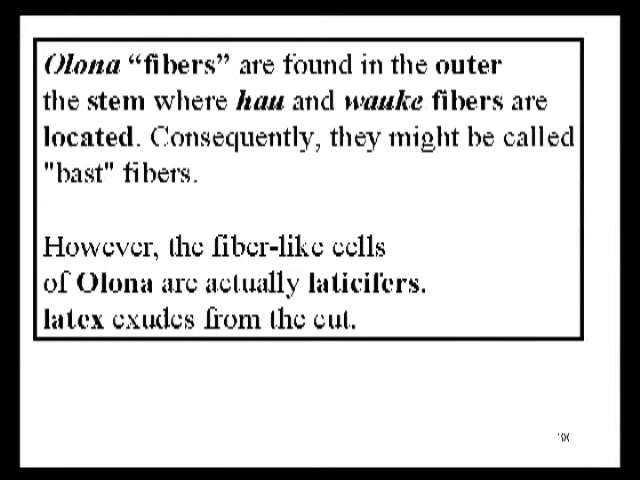 Olona “fibers” are found in the outer
the stem where hau and wauke fibers are
located. Consequently, they might be called
"bast" fibers.
However, the fiber-like cells
of Olona are actually laticifers.
latex exudes from the cut.